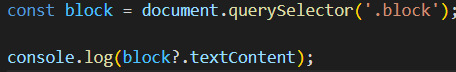 const block = document.querySelector('.block');
console.log(block?.textContent);